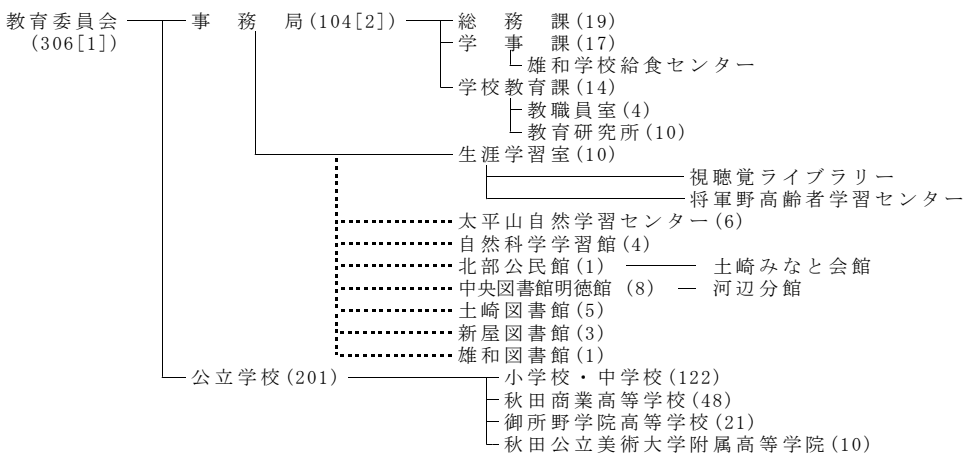 教育委員会 事務局(104[2]) 総務課(19)
(306[1]) 学事課(17)
雄和学校給食センター
学校教育課(14)
教職員室(4)
教育研究所(10)
生涯学習室(10)
視聴覚ライブラリー
将軍野高齢者学習センター
太平山自然学習センター(6)
自然科学学習館(4)
北部公民館(1) 土崎みなと会館
中央図書館明徳館 (8) 河辺分館
土崎図書館(5)
新屋図書館(3)
雄和図書館(1)
公立学校(201) 小学校・中学校(122)
秋田商業高等学校(48)
御所野学院高等学校(21)
秋田公立美術大学附属高等学院(10)